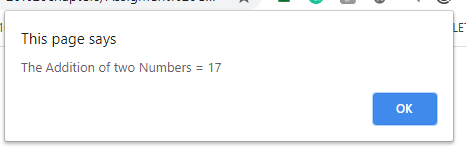 This page says
The Addition of two Numbers = 17
OK